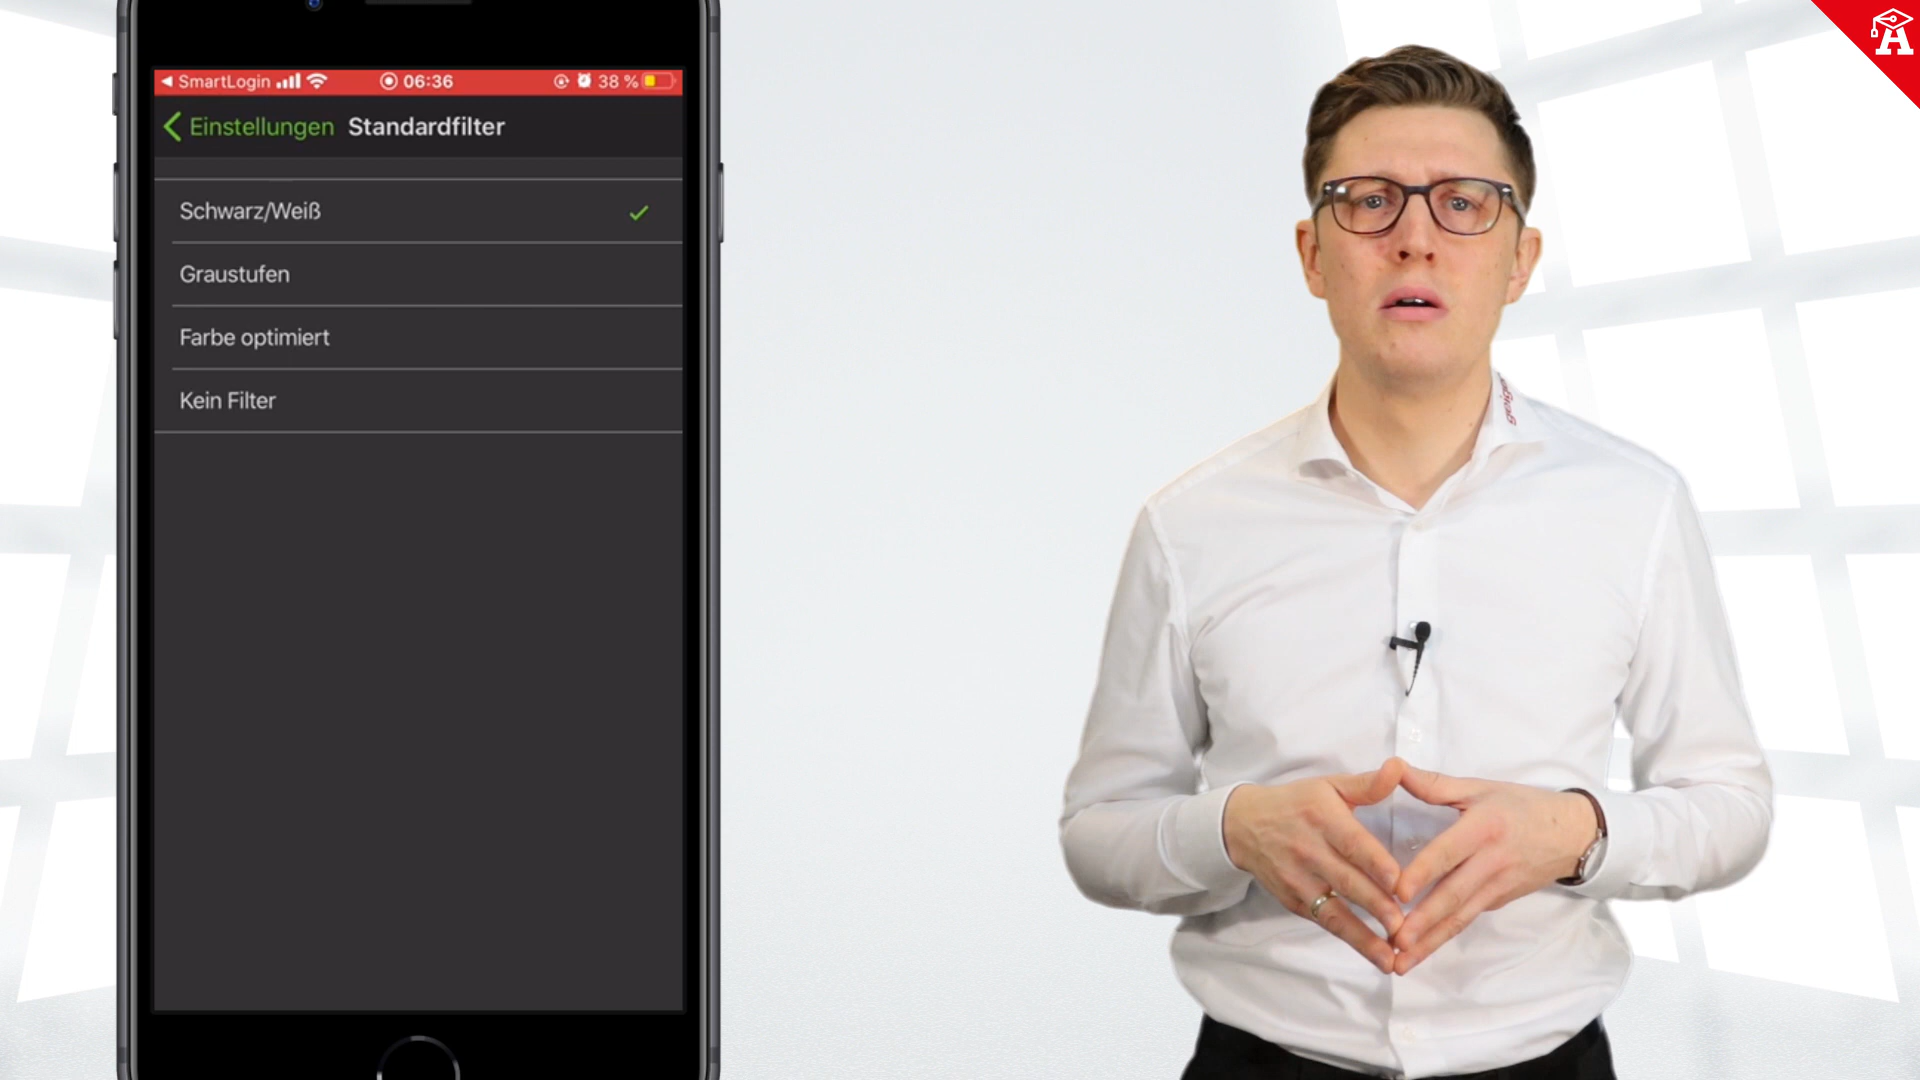 SmartLogin 06:36 38 %
Einstellungen Standardfilter
Schwarz/Weiß
Graustufen
Farbe optimiert
Kein Filter
A